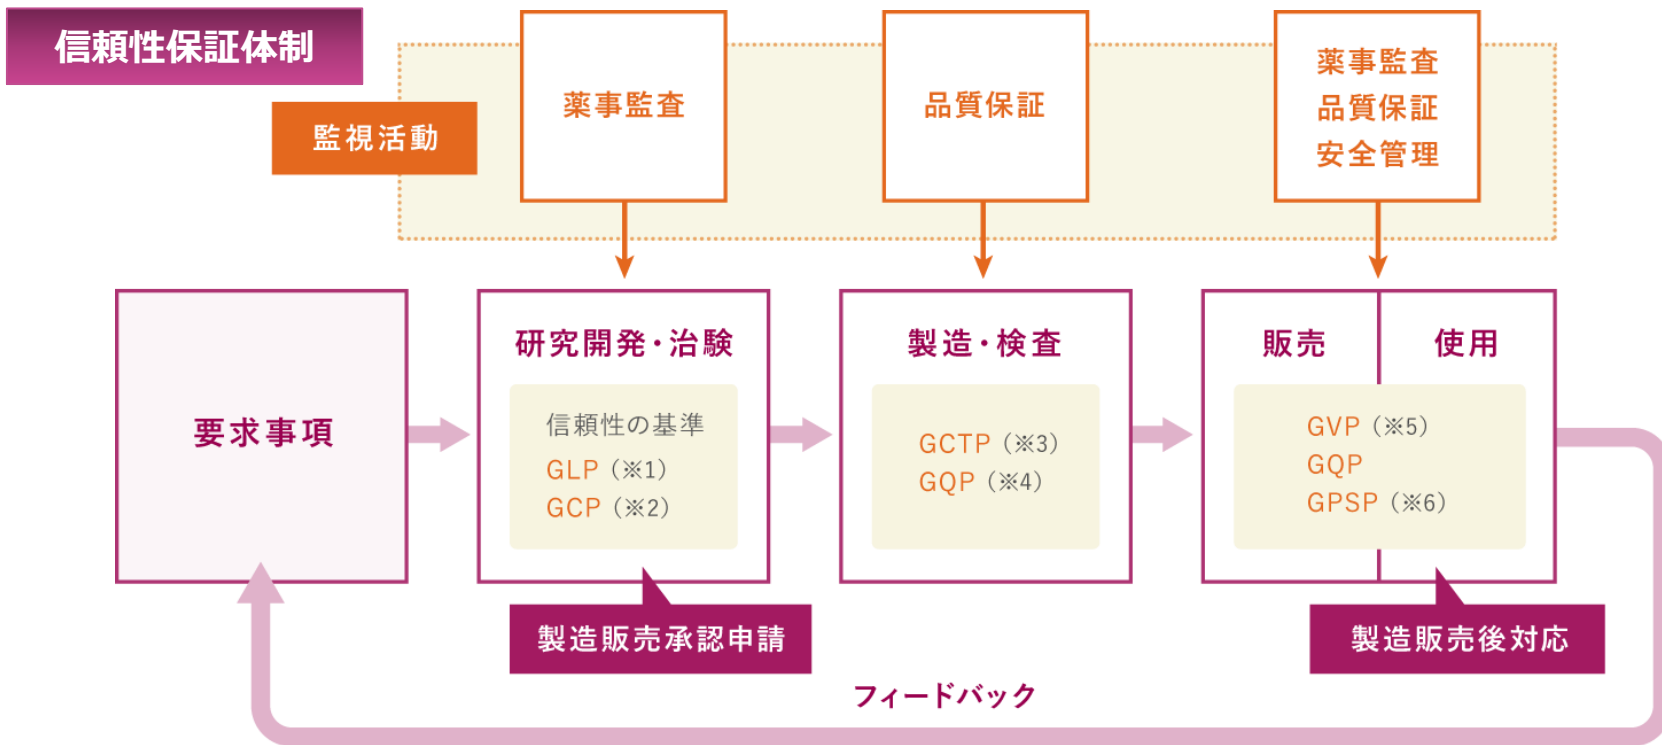 信頼性保証体制
監視活動
薬事監査
品質保証
薬事監査
品質保証
安全管理
要求事項
研究開発・治験
信頼性の基準
GLP（※1）
GCP（※2）
製造販売承認申請
製造・検査
GCTP（※3）
GQP（※4）
販売
使用
GVP（※5）
GQP
GPSP（※6）
製造販売後対応
フィードバック